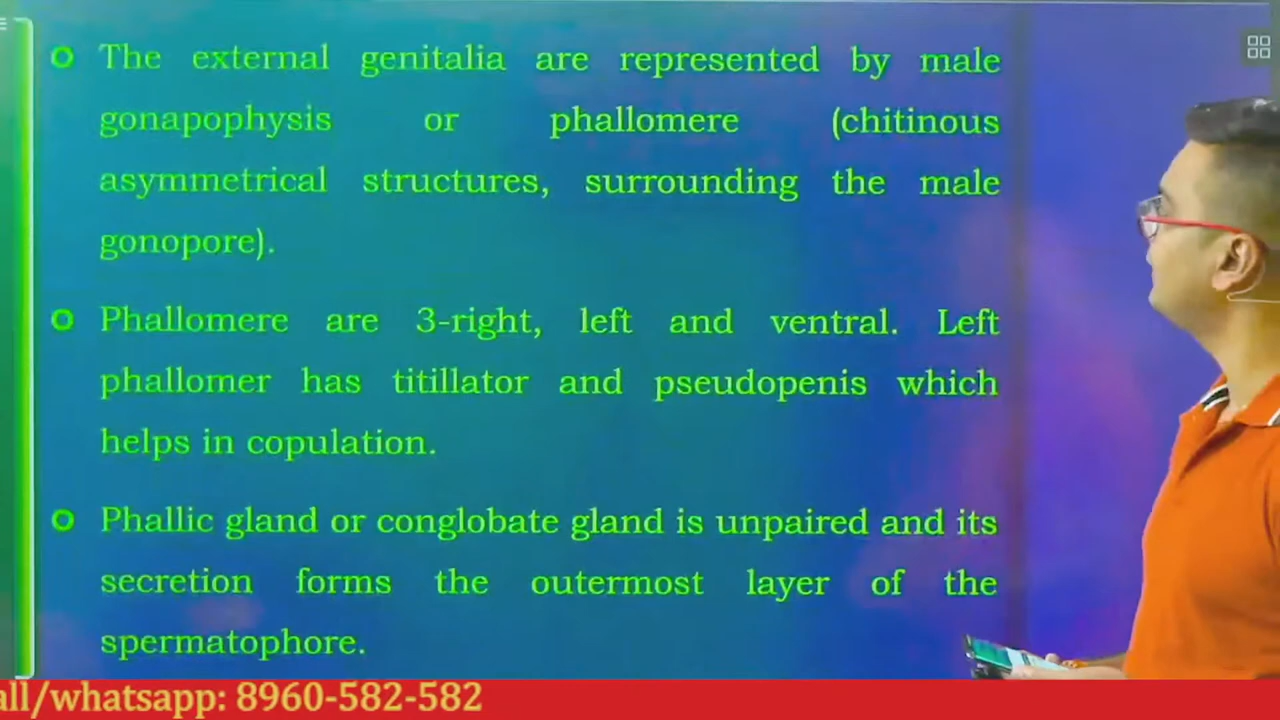 The external genitalia are represented by male
gonapophysis or phallomere (chitinous
asymmetrical structures, surrounding the male
gonopore).
Phallomere are 3-right, left and ventral. Left
phallomer has titillator and pseudopenis which
helps in copulation.
Phallic gland or conglobate gland is unpaired and its
secretion forms the outermost layer of the
spermatophore.
all/whatsapp: 8960-582-582